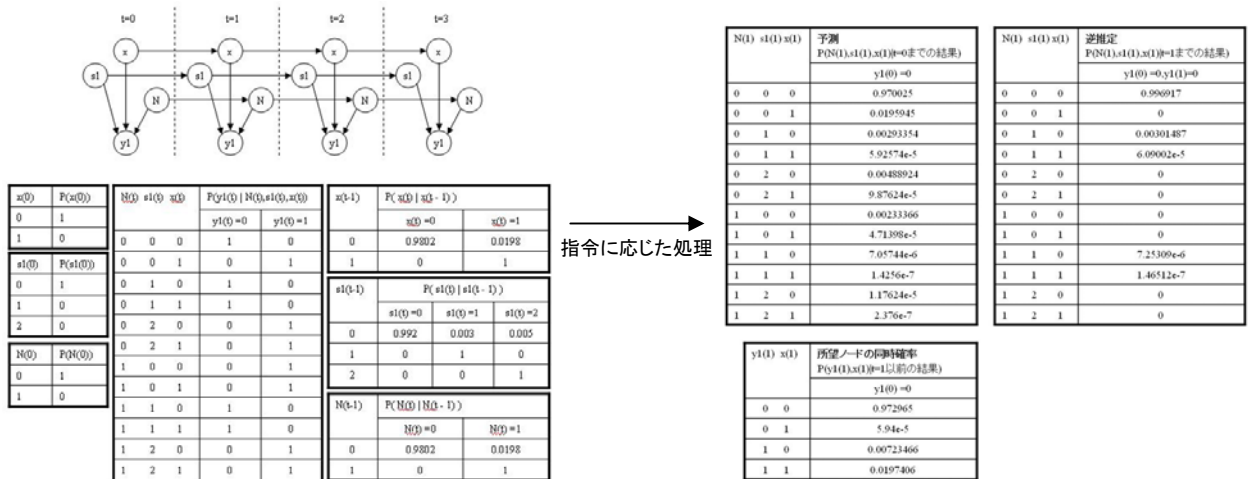 t=0 t=1 t=2 t=3
x x x x
s1 s1 s1 s1
N N N N
y1 y1 y1 y1
x(0) P(x(0))
0 1
1 0
s1(0) P(s1(0))
0 1
1 0
2 0
N(0) P(N(0))
0 1
1 0
N(t) s1(t) x(t) P(y1(t) | N(t),s1(t),x(t))
y1(t) =0 y1(t) =1
0 0 0 1 0
0 0 1 0 1
0 1 0 1 0
0 1 1 1 0
0 2 0 0 1
0 2 1 0 1
1 0 0 0 1
1 0 1 0 1
1 1 0 1 0
1 1 1 1 0
1 2 0 0 1
1 2 1 0 1
x(t-1) P( x(t) | x(t - 1) )
x(t) =0 x(t) =1
0 0.9802 0.0198
1 0 1
s1(t-1) P( s1(t) | s1(t - 1) )
s1(t) =0 s1(t) =1 s1(t) =2
0 0.992 0.003 0.005
1 0 1 0
2 0 0 1
N(t-1) P( N(t) | N(t - 1) )
N(t) =0 N(t) =1
0 0.9802 0.0198
1 0 1
指令に応じた処理
N(1) s1(1) x(1) 予測
P(N(1),s1(1),x(1)|t=0までの結果)
y1(0) =0
0 0 0 0.970025
0 0 1 0.0195945
0 1 0 0.00293354
0 1 1 5.92574e-5
0 2 0 0.00488924
0 2 1 9.87624e-5
1 0 0 0.00233366
1 0 1 4.71398e-5
1 1 0 7.05744e-6
1 1 1 1.4256e-7
1 2 0 1.17624e-5
1 2 1 2.376e-7
N(1) s1(1) x(1) 逆推定
P(N(1),s1(1),x(1)|t=1までの結果)
y1(0) =0,y1(1)=0
0 0 0 0.996917
0 0 1 0
0 1 0 0.00301487
0 1 1 6.09002e-5
0 2 0 0
0 2 1 0
1 0 0 0
1 0 1 0
1 1 0 7.25309e-6
1 1 1 1.46512e-7
1 2 0 0
1 2 1 0
y1(1) x(1) 所望ノードの同時確率
P(y1(1),x(1)|t=1以前の結果)
y1(0) =0
0 0 0.972965
0 1 5.94e-5
1 0 0.00723466
1 1 0.0197406